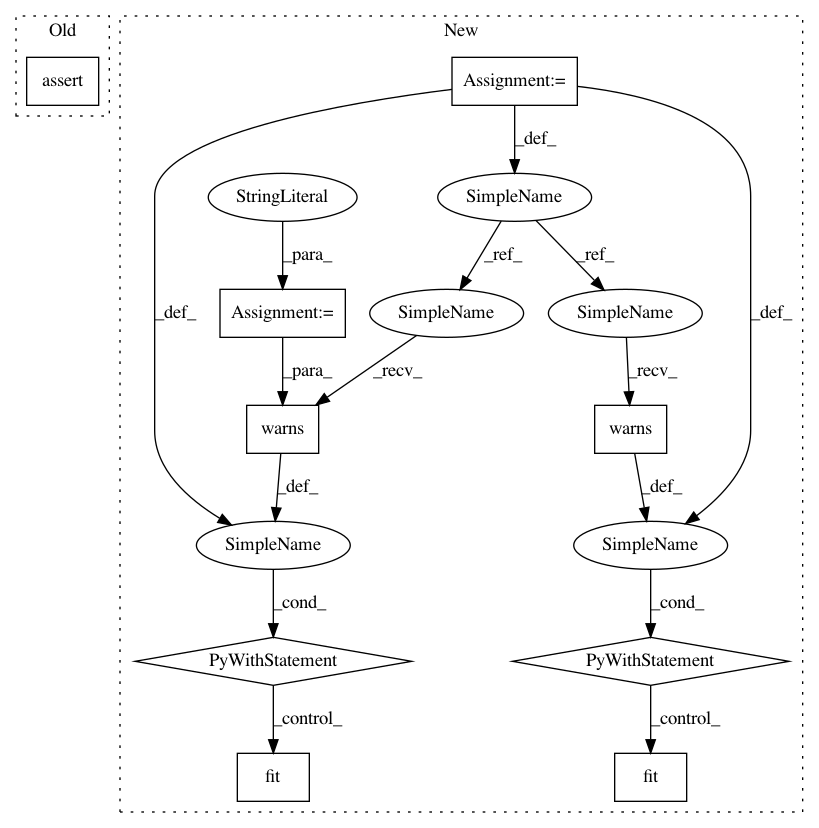 Old
New
assert
Assignment:=
_def_
StringLiteral
SimpleName
_para_
_ref_
_ref_
_def_
Assignment:=
SimpleName
SimpleName
_def_
_para_
_recv_
_recv_
warns
warns
_def_
_def_
SimpleName
SimpleName
_cond_
_cond_
PyWithStatement
PyWithStatement
_control_
_control_
fit
fit